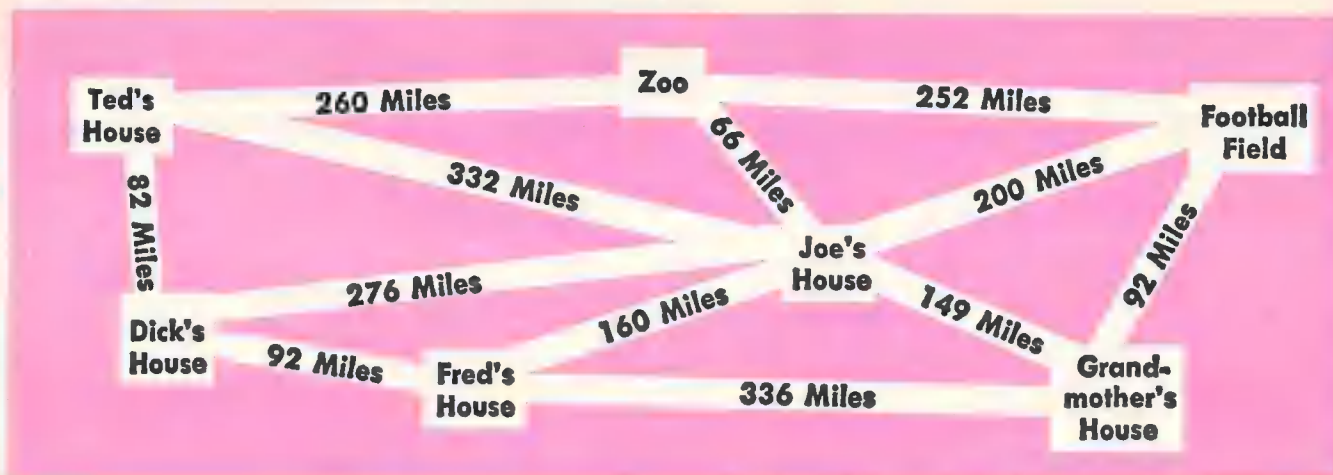 Ted's
House
260 Miles
Zoo
252 Miles
Football
Field
66 Miles
82 Miles
332 Miles
200 Miles
Joe's
House
276 Miles
160 Miles
149 Miles
92 Miles
Dick's
House
92 Miles
Fred's
House
336 Miles
Grand-
mother's
House